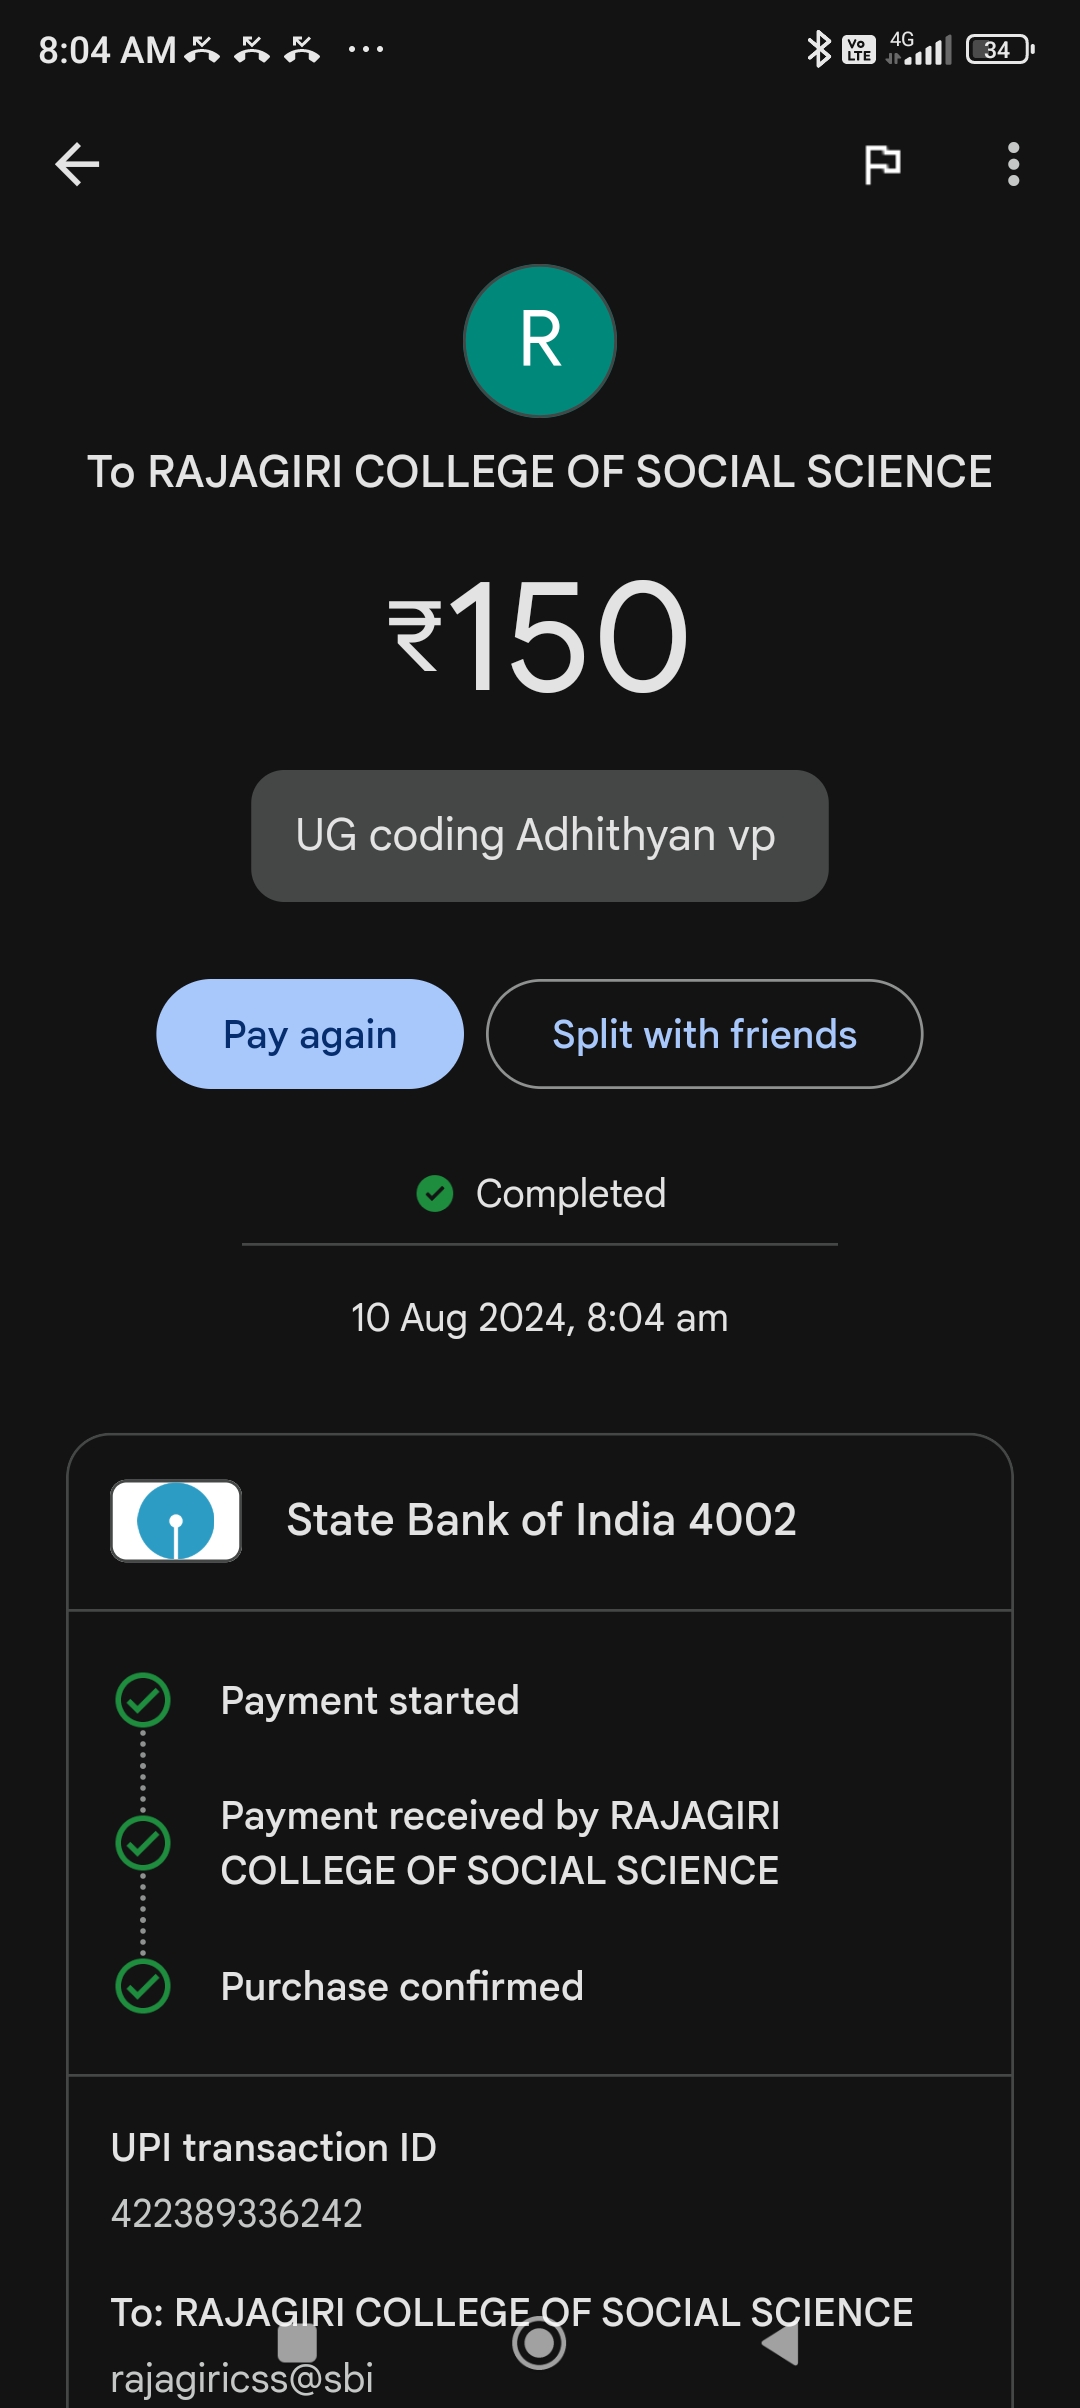 8:04 AM
Vo LTE
4G
34
R
To RAJAGIRI COLLEGE OF SOCIAL SCIENCE
₹150
UG coding Adhithyan vp
Pay again
Split with friends
Completed
10 Aug 2024, 8:04 am
State Bank of India 4002
Payment started
Payment received by RAJAGIRI
COLLEGE OF SOCIAL SCIENCE
Purchase confirmed
UPI transaction ID
422389336242
To: RAJAGIRI COLLEGE OF SOCIAL SCIENCE
rajagiricss@sbi